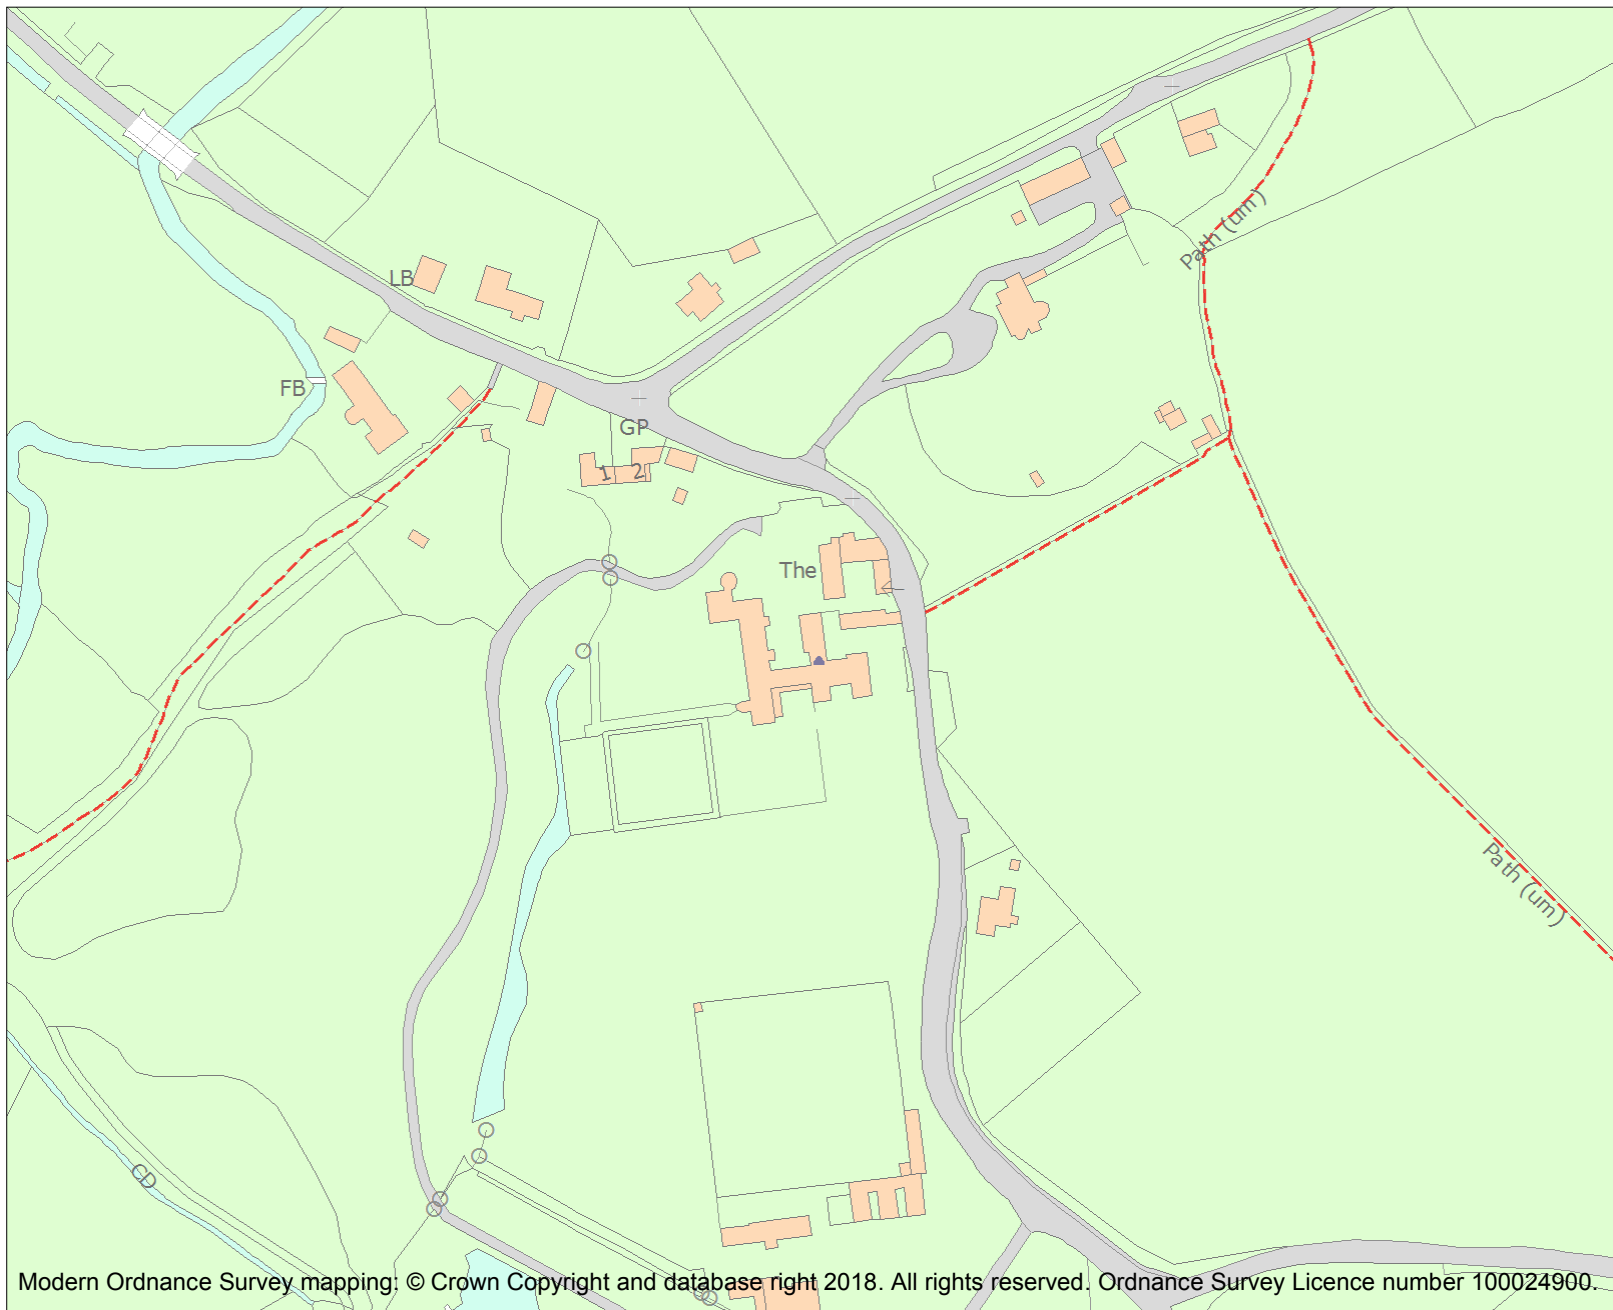 Path (um)
LB
FB
GP
1 2
The
Path (um)
CD
Modern Ordnance Survey mapping: © Crown Copyright and database right 2018. All rights reserved. Ordnance Survey Licence number 100024900.